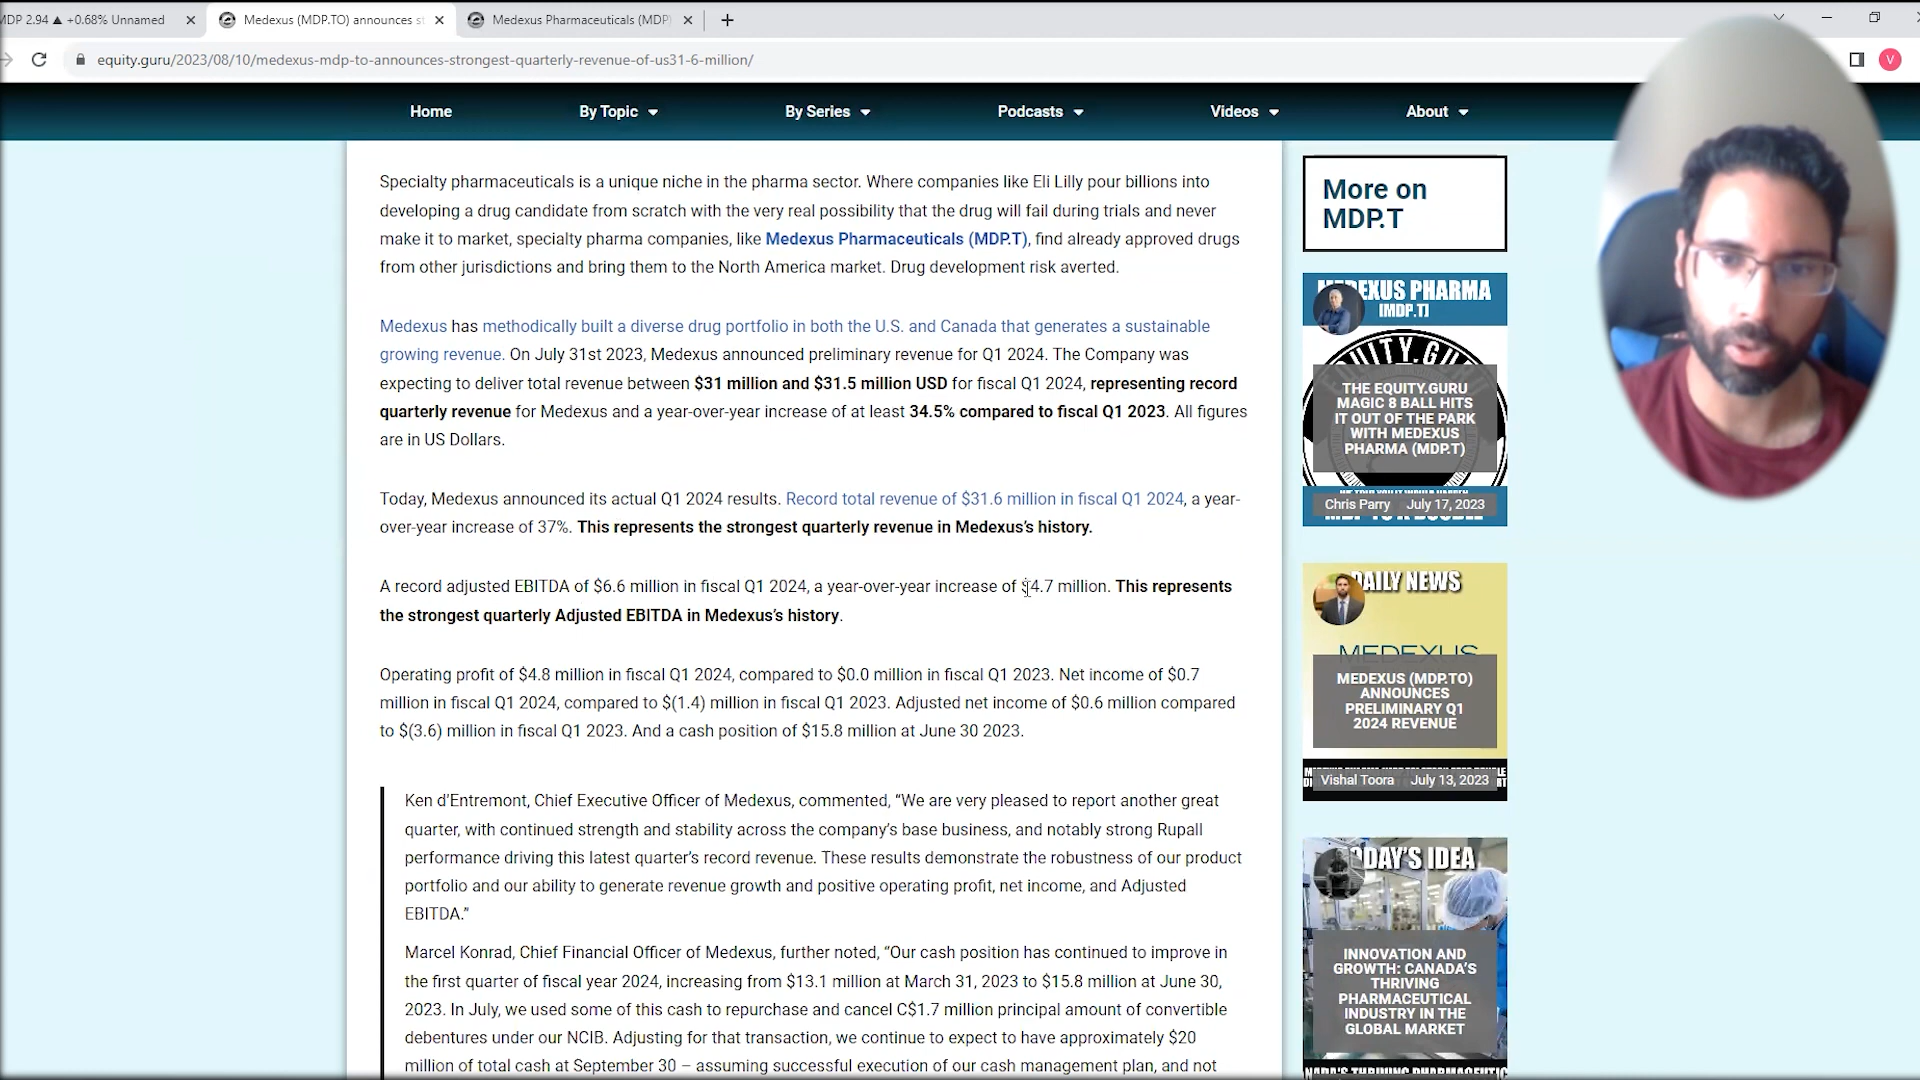 MDP 2.94 ▲ +0.68% Unnamed
Medexus (MDP.TO) announces st
Medexus Pharmaceuticals (MDP
equity.guru/2023/08/10/medexus-mdp-to-announces-strongest-quarterly-revenue-of-us31-6-million/
V
Home
By Topic
By Series
Podcasts
Videos
About
Specialty pharmaceuticals is a unique niche in the pharma sector. Where companies like Eli Lilly pour billions into
developing a drug candidate from scratch with the very real possibility that the drug will fail during trials and never
make it to market, specialty pharma companies, like Medexus Pharmaceuticals (MDP.T), find already approved drugs
from other jurisdictions and bring them to the North America market. Drug development risk averted.
Medexus has methodically built a diverse drug portfolio in both the U.S. and Canada that generates a sustainable
growing revenue. On July 31st 2023, Medexus announced preliminary revenue for Q1 2024. The Company was
expecting to deliver total revenue between $31 million and $31.5 million USD for fiscal Q1 2024, representing record
quarterly revenue for Medexus and a year-over-year increase of at least 34.5% compared to fiscal Q1 2023. All figures
are in US Dollars.
Today, Medexus announced its actual Q1 2024 results. Record total revenue of $31.6 million in fiscal Q1 2024, a year-
over-year increase of 37%. This represents the strongest quarterly revenue in Medexus's history.
A record adjusted EBITDA of $6.6 million in fiscal Q1 2024, a year-over-year increase of $4.7 million. This represents
the strongest quarterly Adjusted EBITDA in Medexus's history.
Operating profit of $4.8 million in fiscal Q1 2024, compared to $0.0 million in fiscal Q1 2023. Net income of $0.7
million in fiscal Q1 2024, compared to $(1.4) million in fiscal Q1 2023. Adjusted net income of $0.6 million compared
to $(3.6) million in fiscal Q1 2023. And a cash position of $15.8 million at June 30 2023.
Ken d'Entremont, Chief Executive Officer of Medexus, commented, “We are very pleased to report another great
quarter, with continued strength and stability across the company's base business, and notably strong Rupall
performance driving this latest quarter's record revenue. These results demonstrate the robustness of our product
portfolio and our ability to generate revenue growth and positive operating profit, net income, and Adjusted
EBITDA.”
Marcel Konrad, Chief Financial Officer of Medexus, further noted, “Our cash position has continued to improve in
the first quarter of fiscal year 2024, increasing from $13.1 million at March 31, 2023 to $15.8 million at June 30,
2023. In July, we used some of this cash to repurchase and cancel C$1.7 million principal amount of convertible
debentures under our NCIB. Adjusting for that transaction, we continue to expect to have approximately $20
million of total cash at September 30 – assuming successful execution of our cash management plan, and not
More on
MDP.T
MEDEXUS PHARMA
[MDP.T]
EQUITY.GURU
THE EQUITY.GURU
MAGIC 8 BALL HITS
IT OUT OF THE PARK
WITH MEDEXUS
PHARMA (MDP.T)
Chris Parry July 17, 2023
DAILY NEWS
MEDEXUS
MEDEXUS (MDP.TO)
ANNOUNCES
PRELIMINARY Q1
2024 REVENUE
Vishal Toora July 13, 2023
TODAY'S IDEA
INNOVATION AND
GROWTH: CANADA'S
THRIVING
PHARMACEUTICAL
INDUSTRY IN THE
GLOBAL MARKET